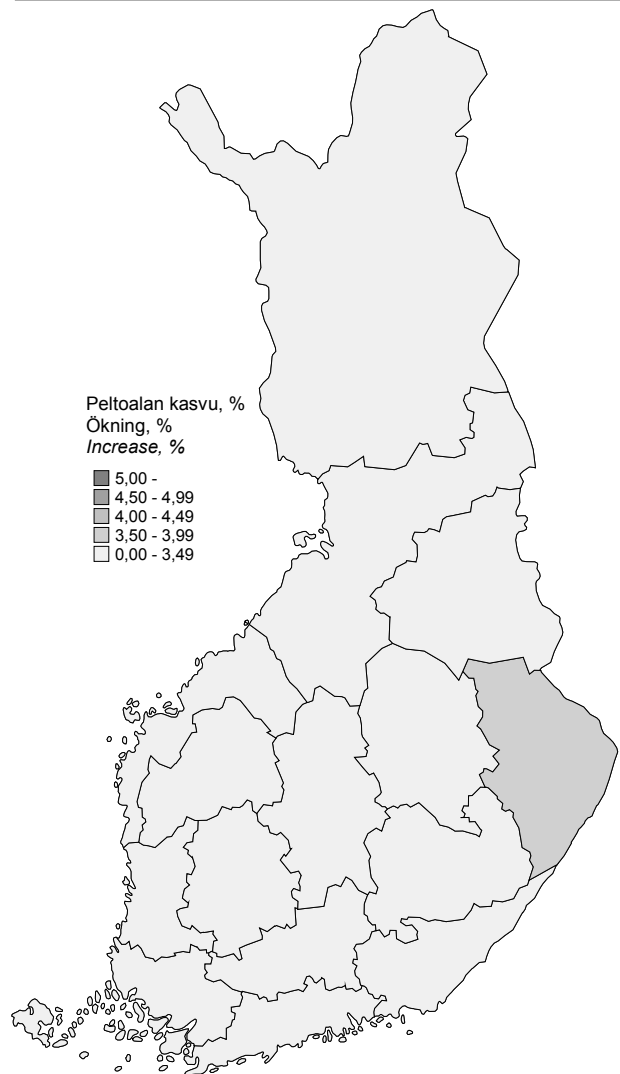 Peltoalan kasvu, %
Ökning, %
Increase, %
5,00 -
4,50 - 4,99
4,00 - 4,49
3,50 - 3,99
0,00 - 3,49